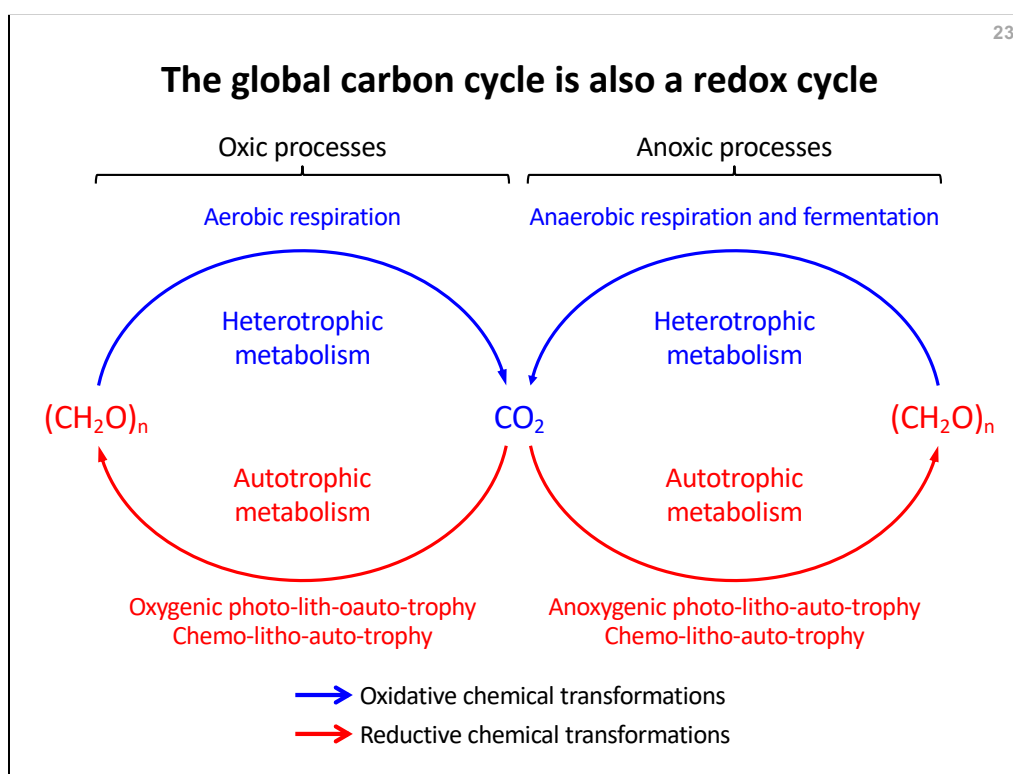 23
The global carbon cycle is also a redox cycle
Oxic processes
Anoxic processes
Aerobic respiration
Anaerobic respiration and fermentation
Heterotrophic
metabolism
Heterotrophic
metabolism
(CH₂O)ₙ
CO₂
(CH₂O)ₙ
Autotrophic
metabolism
Autotrophic
metabolism
Oxygenic photo-lith-oauto-trophy
Chemo-litho-auto-trophy
Anoxygenic photo-litho-auto-trophy
Chemo-litho-auto-trophy
Oxidative chemical transformations
Reductive chemical transformations